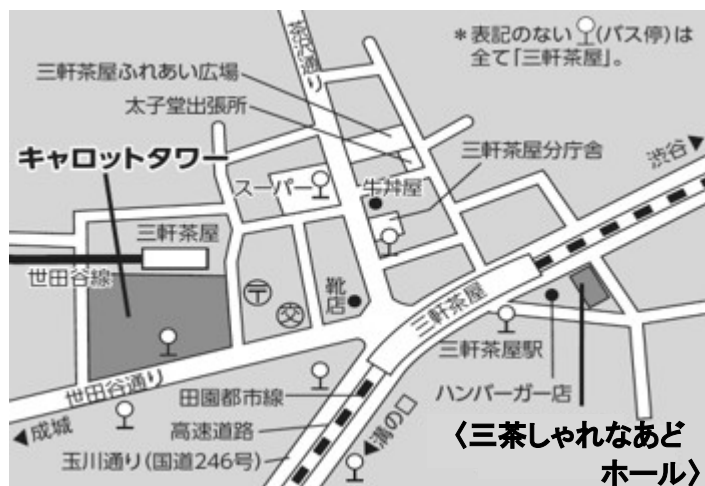 茶沢通り
*表記のない(バス停)は
全て「三軒茶屋」。
三軒茶屋ふれあい広場
太子堂出張所
三軒茶屋分庁舎
渋谷▶
キャロットタワー
スーパー
牛丼屋
三軒茶屋
世田谷線
〒
交
靴店
三軒茶屋
三軒茶屋駅
世田谷通り
田園都市線
ハンバーガー店
◀成城
高速道路
◀溝の口
玉川通り(国道246号)
〈三茶しゃれなあど
ホール〉